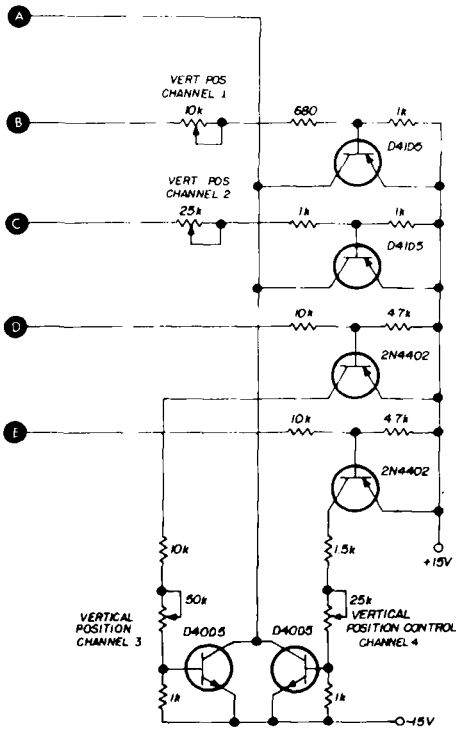 A
VERT POS
CHANNEL 1
10k
680
1k
B
D41D5
VERT POS
CHANNEL 2
25k
1k
1k
C
D41D5
10k
4.7k
D
2N4402
10k
4.7k
E
2N4402
10k
1.5k
+15V
50k
25k
VERTICAL
POSITION
CHANNEL 3
D40D5
D40D5
VERTICAL
POSITION CONTROL
CHANNEL 4
1k
1k
-15V